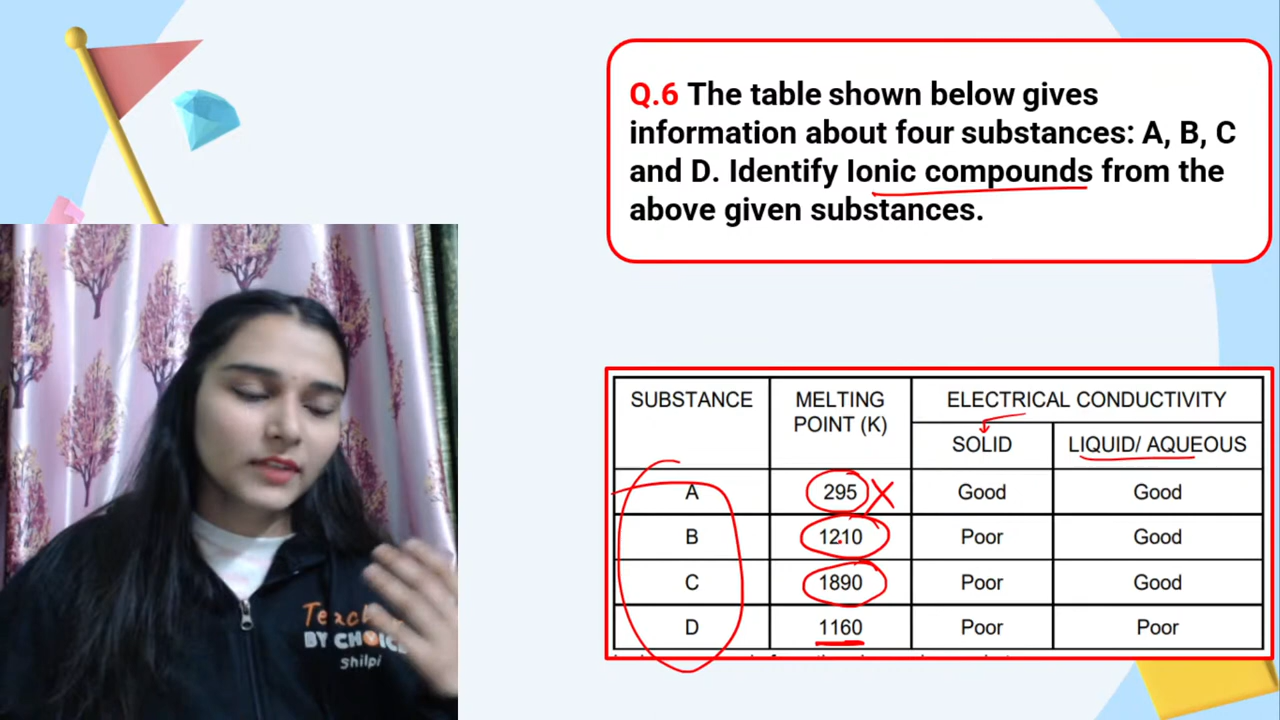 Q.6 The table shown below gives
information about four substances: A, B, C
and D. Identify Ionic compounds from the
above given substances.
SUBSTANCE MELTING POINT (K) ELECTRICAL CONDUCTIVITY
SOLID LIQUID/ AQUEOUS
A 295 Good Good
B 1210 Poor Good
C 1890 Poor Good
D 1160 Poor Poor
BY CHOICE
Shilpi